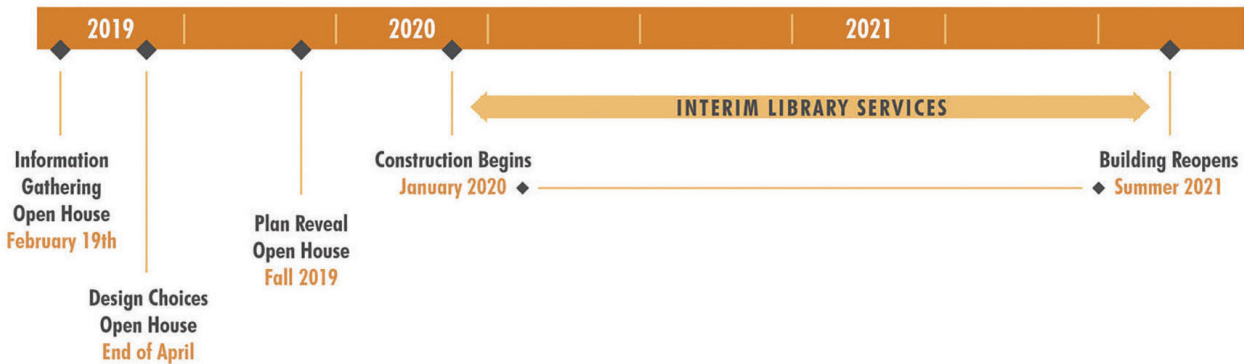 2019
2020
2021
INTERIM LIBRARY SERVICES
Information
Gathering
Open House
February 19th
Design Choices
Open House
End of April
Plan Reveal
Open House
Fall 2019
Construction Begins
January 2020
Building Reopens
Summer 2021